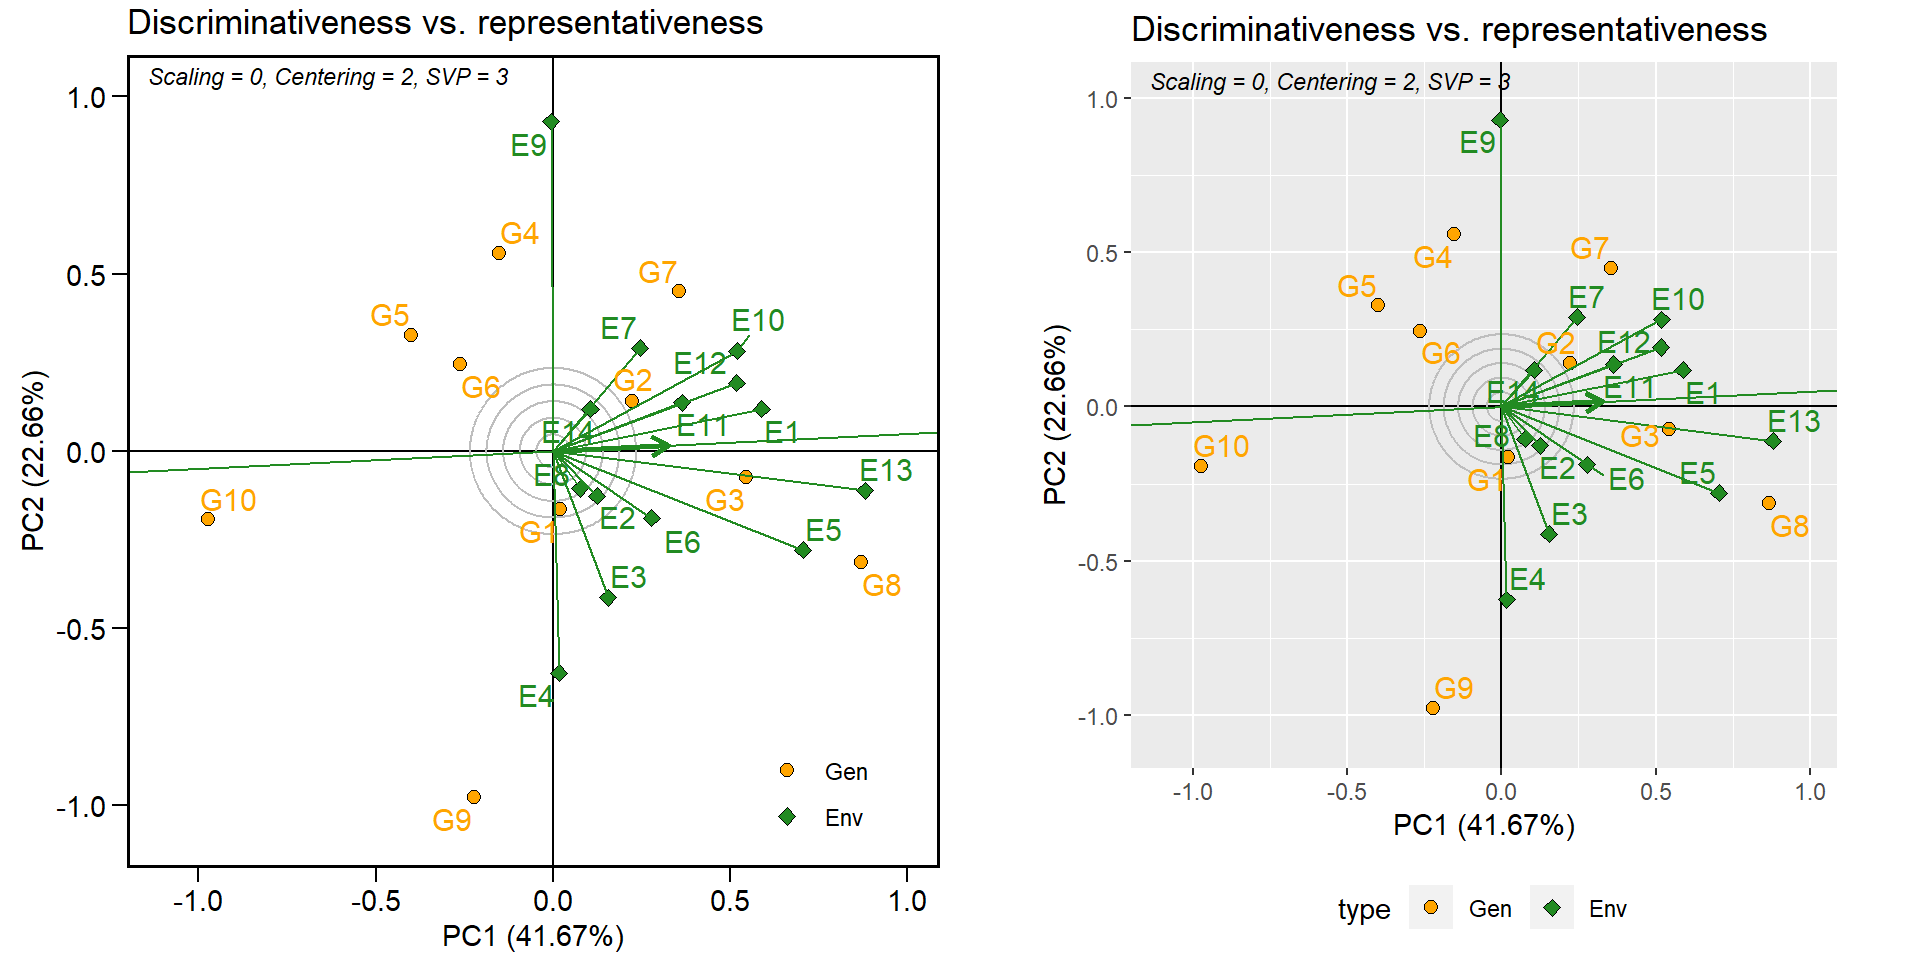 Discriminativeness vs. representativeness
Scaling = 0, Centering = 2, SVP = 3
1.0
E9
G4
0.5
G7
G5
E10
E7
E12
G6
G2
E11
E1
0.0
E8
E13
G10
G3
G1
E2
E5
E6
E3
G8
-0.5
E4
Gen
-1.0
G9
Env
-1.0
-0.5
0.0
0.5
1.0
PC1 (41.67%)
PC2 (22.66%)
Discriminativeness vs. representativeness
Scaling = 0, Centering = 2, SVP = 3
1.0
E9
0.5
G7
G4
G5
E7
E10
G2
E12
G6
E14
E11
E1
0.0
E13
E8
G3
G10
E2
E5
G1
E6
E3
G8
-0.5
E4
G9
-1.0
-1.0
-0.5
0.0
0.5
1.0
PC1 (41.67%)
PC2 (22.66%)
type
Gen
Env